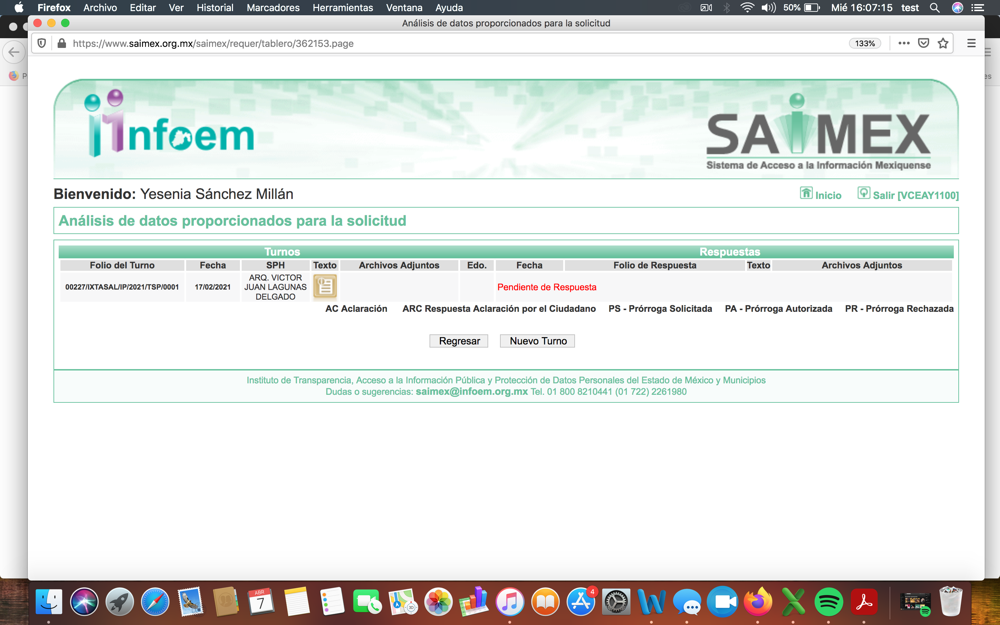 Firefox Archivo Editar Ver Historial Marcadores Herramientas Ventana Ayuda 50% Mié 16:07:15 test
Análisis de datos proporcionados para la solicitud
https://www.saimex.org.mx/saimex/requer/tablero/362153.page 133%
P
es
infoem
SAIMEX
Sistema de Acceso a la Información Mexiquense
Bienvenido: Yesenia Sánchez Millán Inicio Salir [VCEAY1100]
Análisis de datos proporcionados para la solicitud
Turnos Respuestas
Folio del Turno Fecha SPH Texto Archivos Adjuntos Edo. Fecha Folio de Respuesta Texto Archivos Adjuntos
00227/IXTASAL/IP/2021/TSP/0001 17/02/2021 ARQ. VICTOR JUAN LAGUNAS DELGADO Pendiente de Respuesta
AC Aclaración ARC Respuesta Aclaración por el Ciudadano PS - Prórroga Solicitada PA - Prórroga Autorizada PR - Prórroga Rechazada
Regresar Nuevo Turno
Instituto de Transparencia, Acceso a la Información Pública y Protección de Datos Personales del Estado de México y Municipios
Dudas o sugerencias: saimex@infoem.org.mx Tel. 01 800 8210441 (01 722) 2261980
ABR
7
3D
4